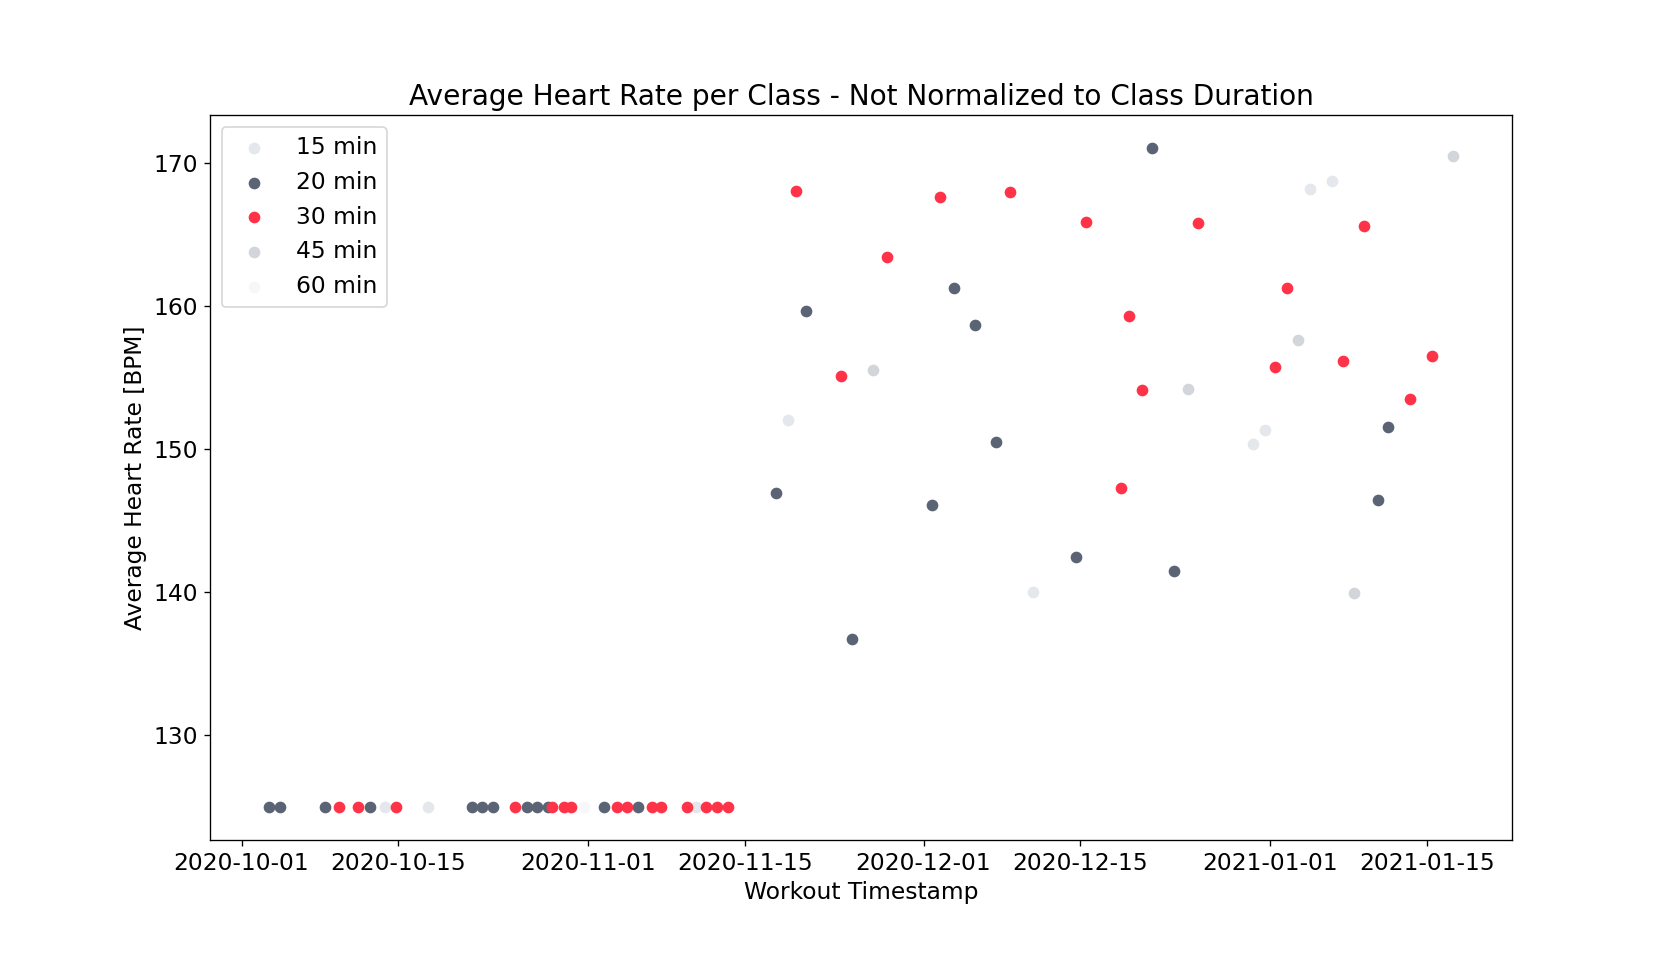 Average Heart Rate per Class - Not Normalized to Class Duration
15 min
20 min
30 min
45 min
60 min
170
160
150
140
130
Average Heart Rate [BPM]
2020-10-01 2020-10-15 2020-11-01 2020-11-15 2020-12-01 2020-12-15 2021-01-01 2021-01-15
Workout Timestamp